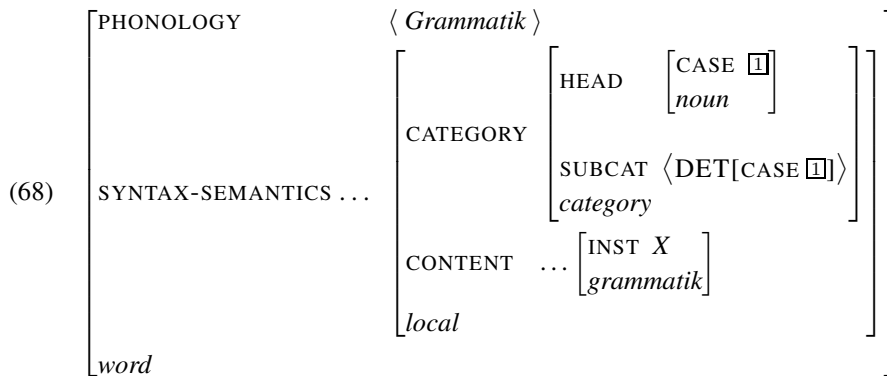 PHONOLOGY ⟨ Grammatik ⟩
HEAD [CASE 1
noun]
CATEGORY
(68) SYNTAX-SEMANTICS ...
SUBCAT ⟨DET[CASE 1]⟩
category
CONTENT ... [INST X
grammatik]
local
word